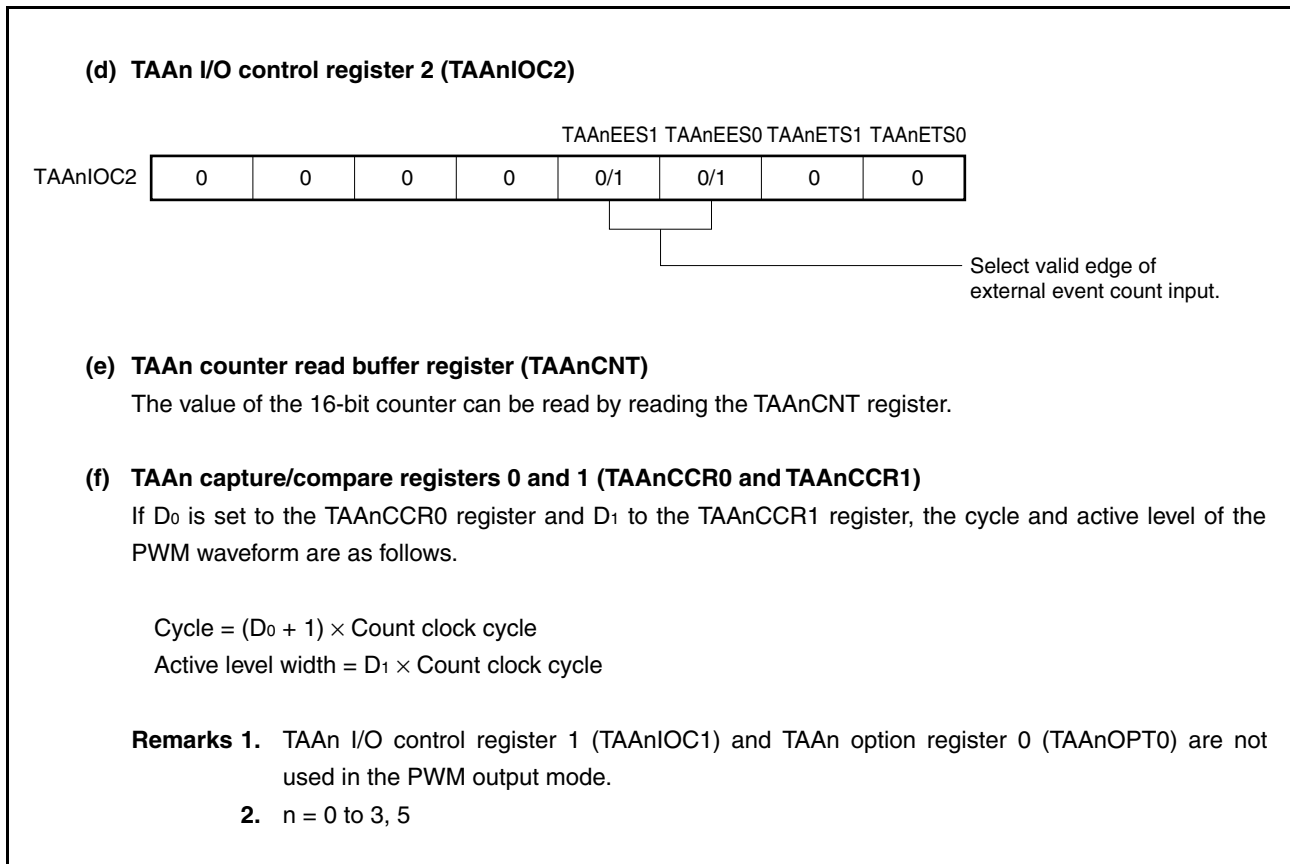 (d) TAAn I/O control register 2 (TAAnIOC2)
TAAnEES1 TAAnEES0 TAAnETS1 TAAnETS0
TAAnIOC2 0 0 0 0 0/1 0/1 0 0
Select valid edge of
external event count input.
(e) TAAn counter read buffer register (TAAnCNT)
The value of the 16-bit counter can be read by reading the TAAnCNT register.
(f) TAAn capture/compare registers 0 and 1 (TAAnCCR0 and TAAnCCR1)
If D0 is set to the TAAnCCR0 register and D1 to the TAAnCCR1 register, the cycle and active level of the
PWM waveform are as follows.
Cycle = (D0 + 1) × Count clock cycle
Active level width = D1 × Count clock cycle
Remarks 1. TAAn I/O control register 1 (TAAnIOC1) and TAAn option register 0 (TAAnOPT0) are not
used in the PWM output mode.
2. n = 0 to 3, 5